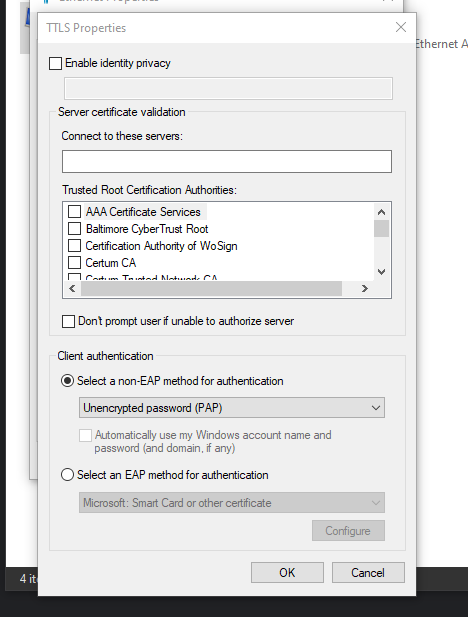 Ethernet Properties
TTLS Properties
Ethernet A
Enable identity privacy
Server certificate validation
Connect to these servers:
Trusted Root Certification Authorities:
AAA Certificate Services
Baltimore CyberTrust Root
Certification Authority of WoSign
Certum CA
Certum Trusted Network CA
Don't prompt user if unable to authorize server
Client authentication
Select a non-EAP method for authentication
Unencrypted password (PAP)
Automatically use my Windows account name and
password (and domain, if any)
Select an EAP method for authentication
Microsoft: Smart Card or other certificate
Configure
OK
Cancel
4 ite